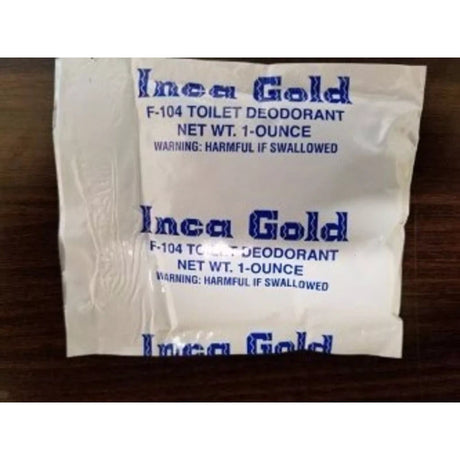 Inca Gold
F-104 TOILET DEODORANT
NET WT. 1-OUNCE
WARNING: HARMFUL IF SWALLOWED
Inca Gold
F-104 TOILET DEODORANT
NET WT. 1-OUNCE
WARNING: HARMFUL IF SWALLOWED
Inca Gold